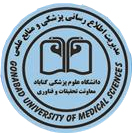 مدیریت اطلاع رسانی پزشکی و منابع علمی
دانشگاه علوم پزشکی گناباد
معاونت تحقیقات و فناوری
GONABAD UNIVERSITY OF MEDICAL SCIENCES